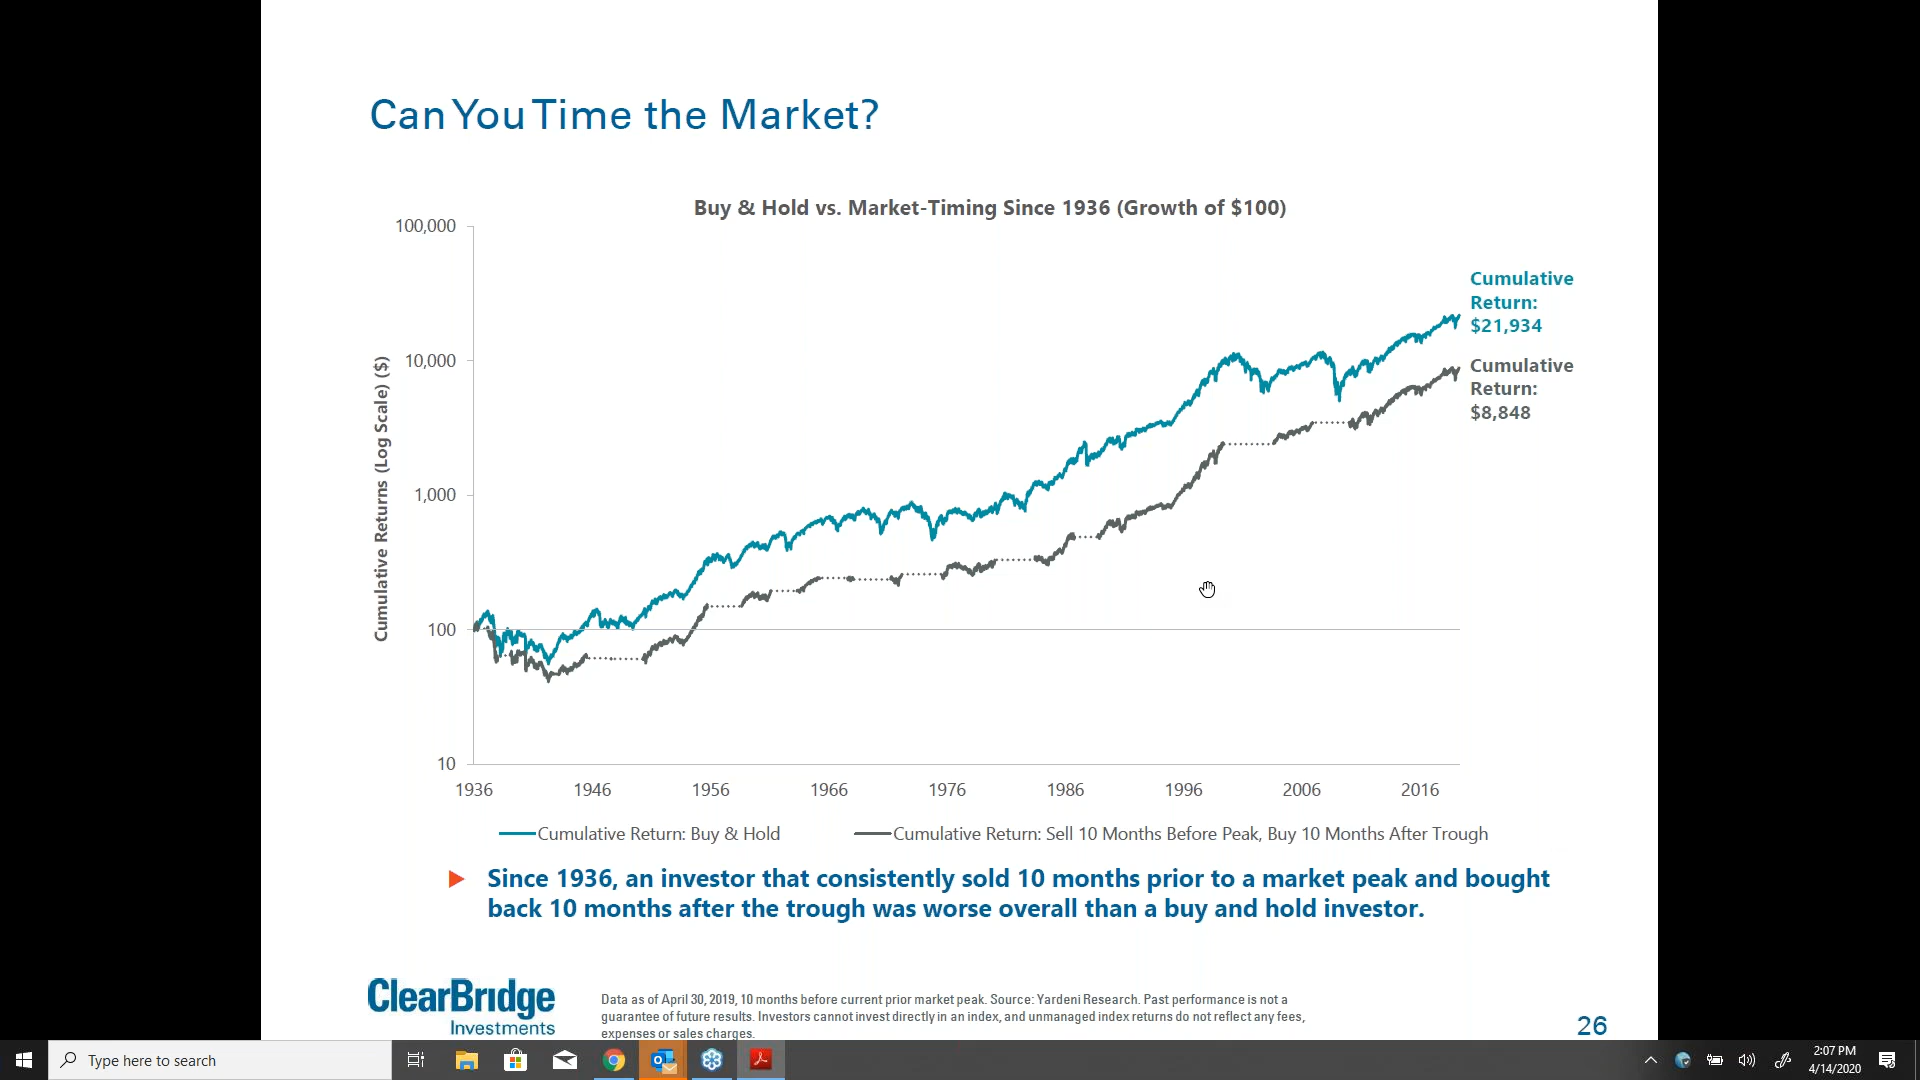 Can You Time the Market?
Buy & Hold vs. Market-Timing Since 1936 (Growth of $100)
Cumulative Returns (Log Scale) ($)
100,000
10,000
1,000
100
10
1936 1946 1956 1966 1976 1986 1996 2006 2016
Cumulative
Return:
$21,934
Cumulative
Return:
$8,848
Cumulative Return: Buy & Hold
Cumulative Return: Sell 10 Months Before Peak, Buy 10 Months After Trough
Since 1936, an investor that consistently sold 10 months prior to a market peak and bought
back 10 months after the trough was worse overall than a buy and hold investor.
ClearBridge
Investments
Data as of April 30, 2019, 10 months before current prior market peak. Source: Yardeni Research. Past performance is not a
guarantee of future results. Investors cannot invest directly in an index, and unmanaged index returns do not reflect any fees,
expenses or sales charges.
26
Type here to search
2:07 PM
4/14/2020